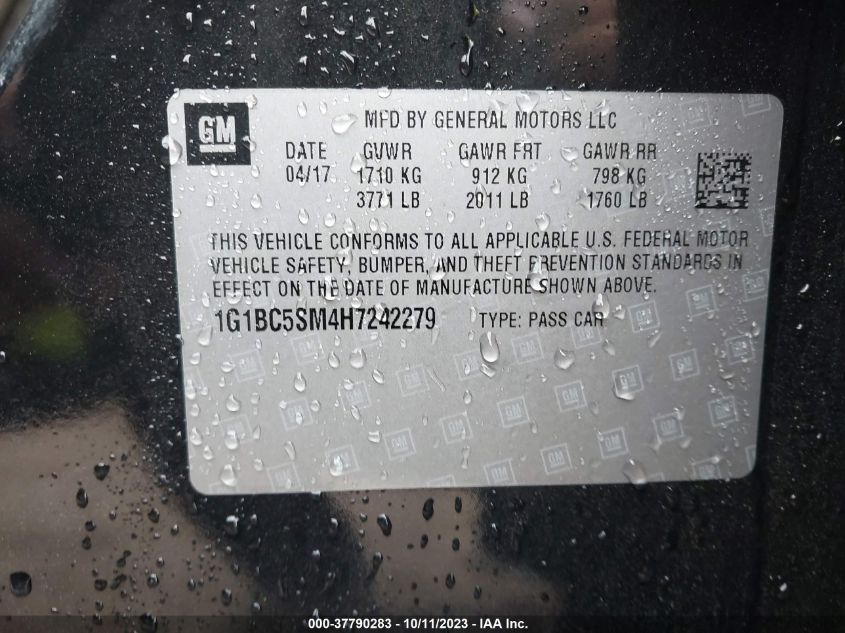 GM
MFD BY GENERAL MOTORS LLC
DATE GVWR GAWR FRT GAWR RR
04/17 1710 KG 912 KG 798 KG
3771 LB 2011 LB 1760 LB
THIS VEHICLE CONFORMS TO ALL APPLICABLE U.S. FEDERAL MOTOR
VEHICLE SAFETY, BUMPER, AND THEFT PREVENTION STANDARDS IN
EFFECT ON THE DATE OF MANUFACTURE SHOWN ABOVE.
1G1BC5SM4H7242279 TYPE: PASS CAR
000-37790283 - 10/11/2023 - IAA Inc.